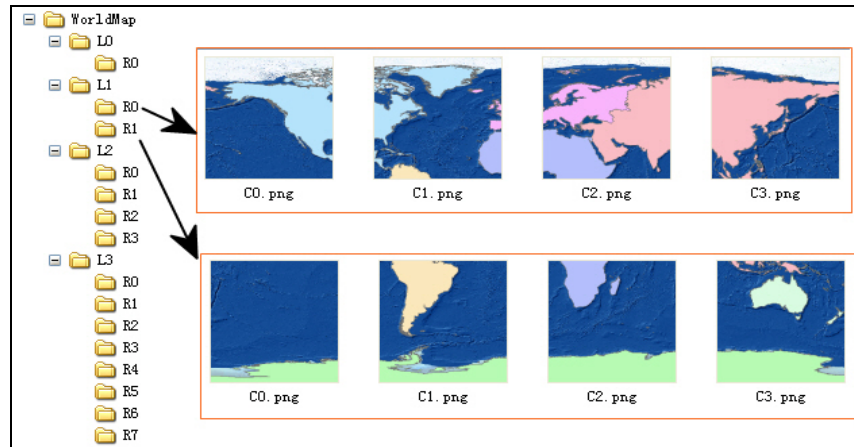 WorldMap
L0
R0
L1
R0
R1
L2
R0
R1
R2
R3
L3
R0
R1
R2
R3
R4
R5
R6
R7
C0.png C1.png C2.png C3.png
C0.png C1.png C2.png C3.png